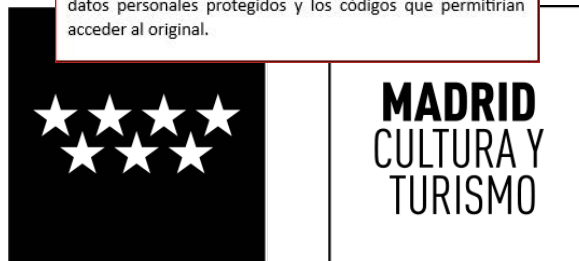 datos personales protegidos y los códigos que permitirían
acceder al original.
MADRID
CULTURA Y
TURISMO